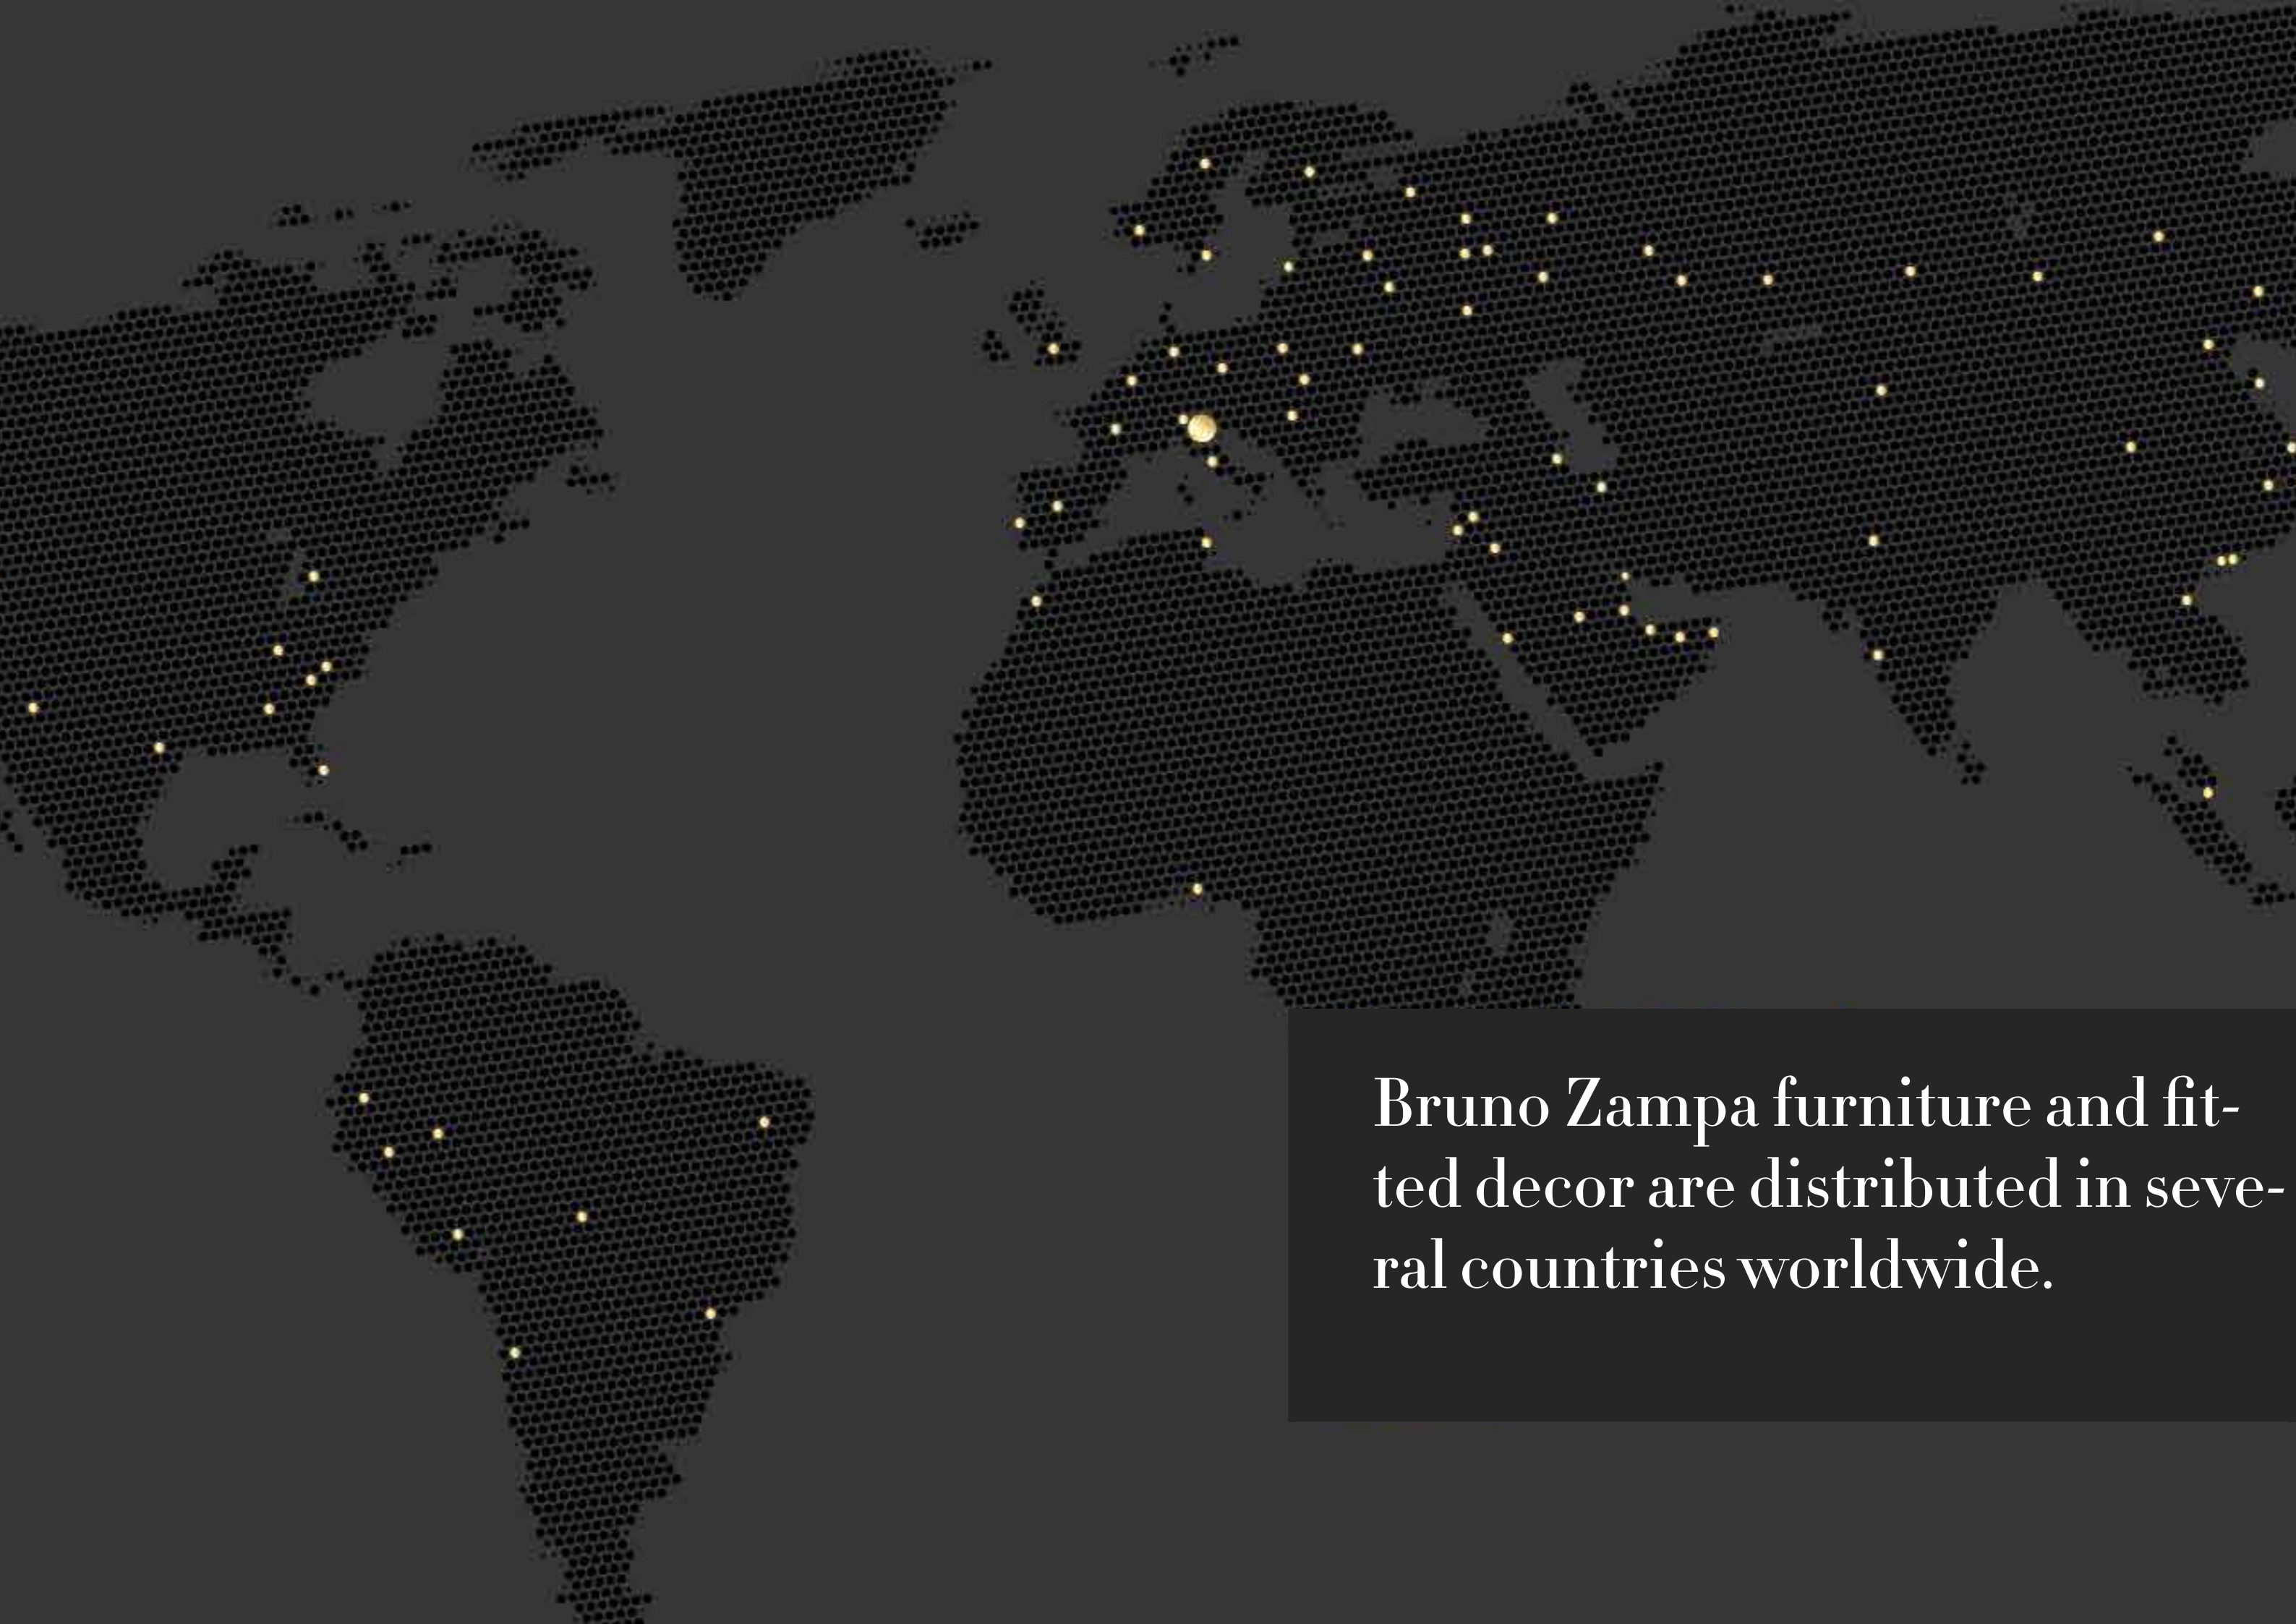 Bruno Zampa furniture and fit-
ted decor are distributed in seve-
ral countries worldwide.